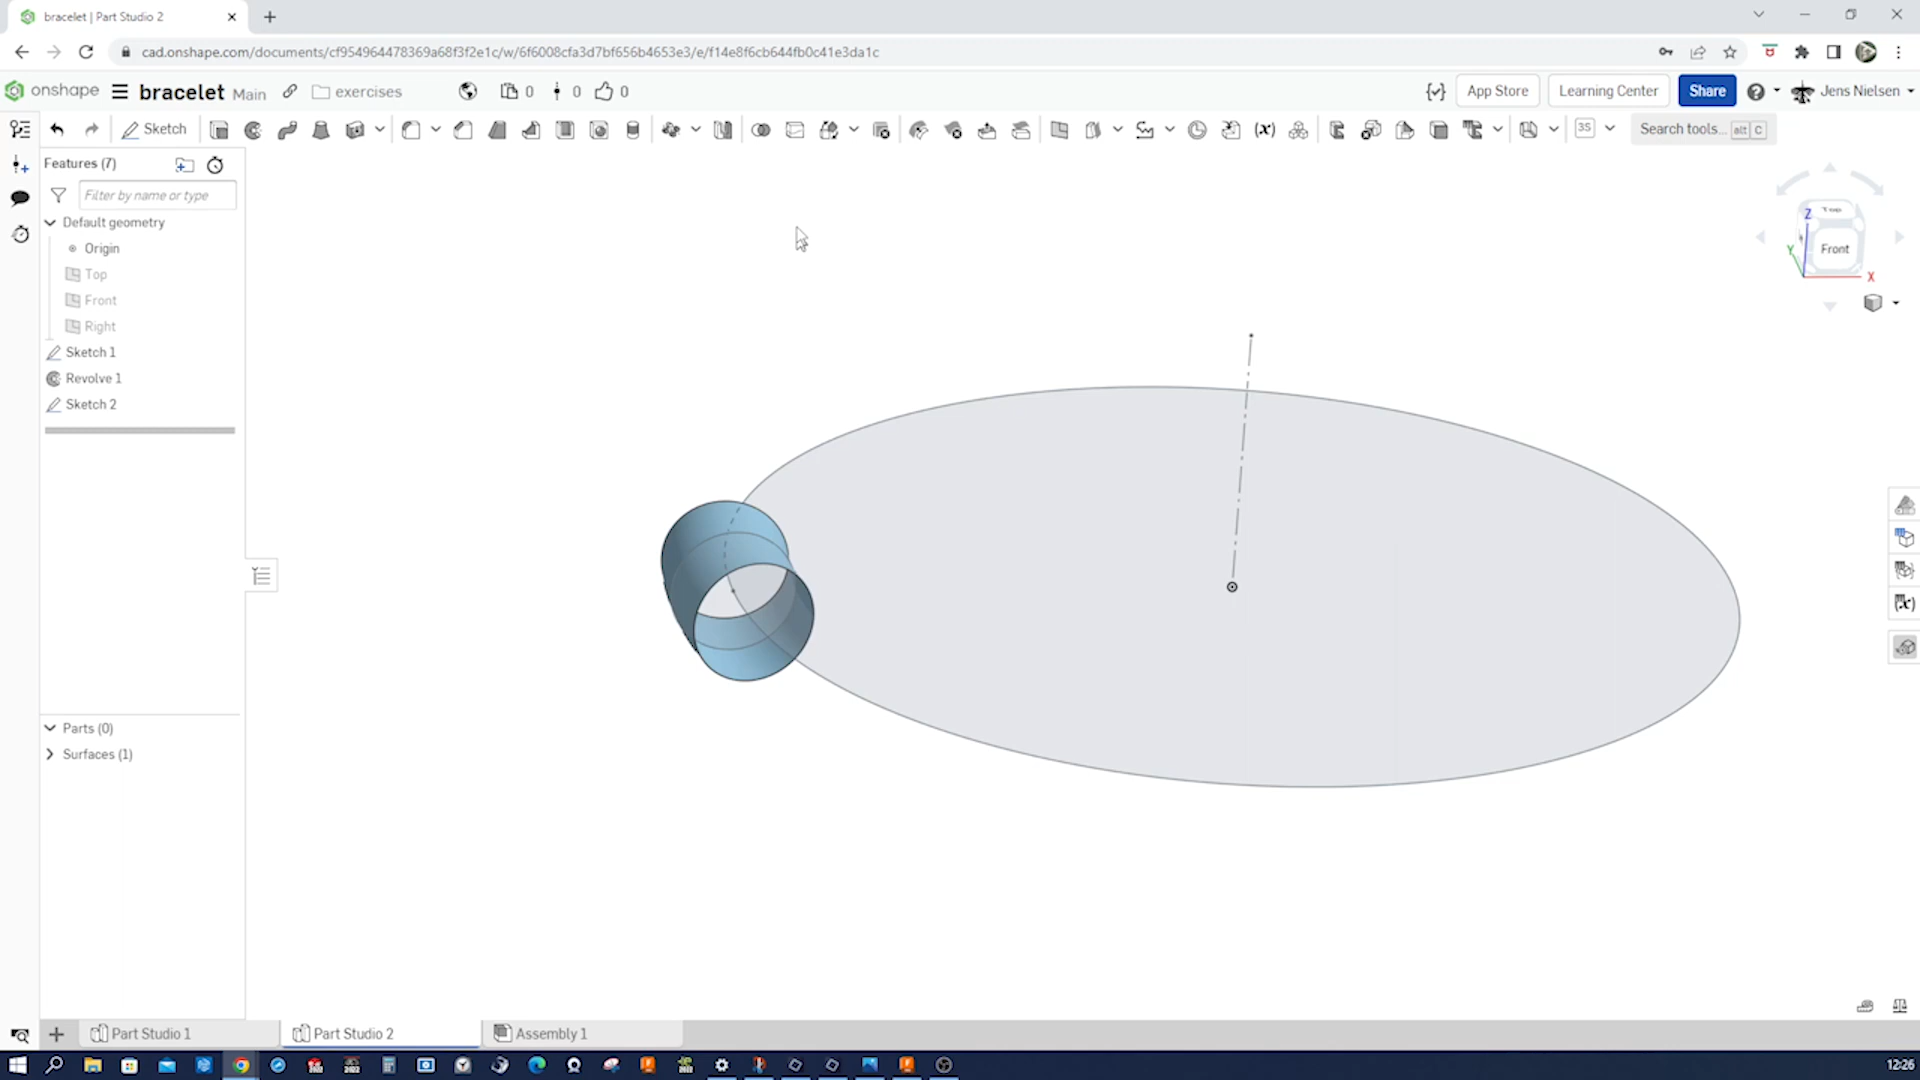 bracelet | Part Studio 2
cad.onshape.com/documents/cf954964478369a68f3f2e1c/w/6f6008cfa3d7bf656b4653e3/e/f14e8f6cb644fb0c41e3da1c
onshape bracelet Main exercises 0 0 0 App Store Learning Center Share Jens Nielsen
Sketch (x) 3S Search tools... alt C
Features (7)
Filter by name or type
Default geometry
Origin
Top
Front
Right
Sketch 1
Revolve 1
Sketch 2
Z
Y
Front
X
(x)
Parts (0)
Surfaces (1)
Part Studio 1 Part Studio 2 Assembly 1
12:26